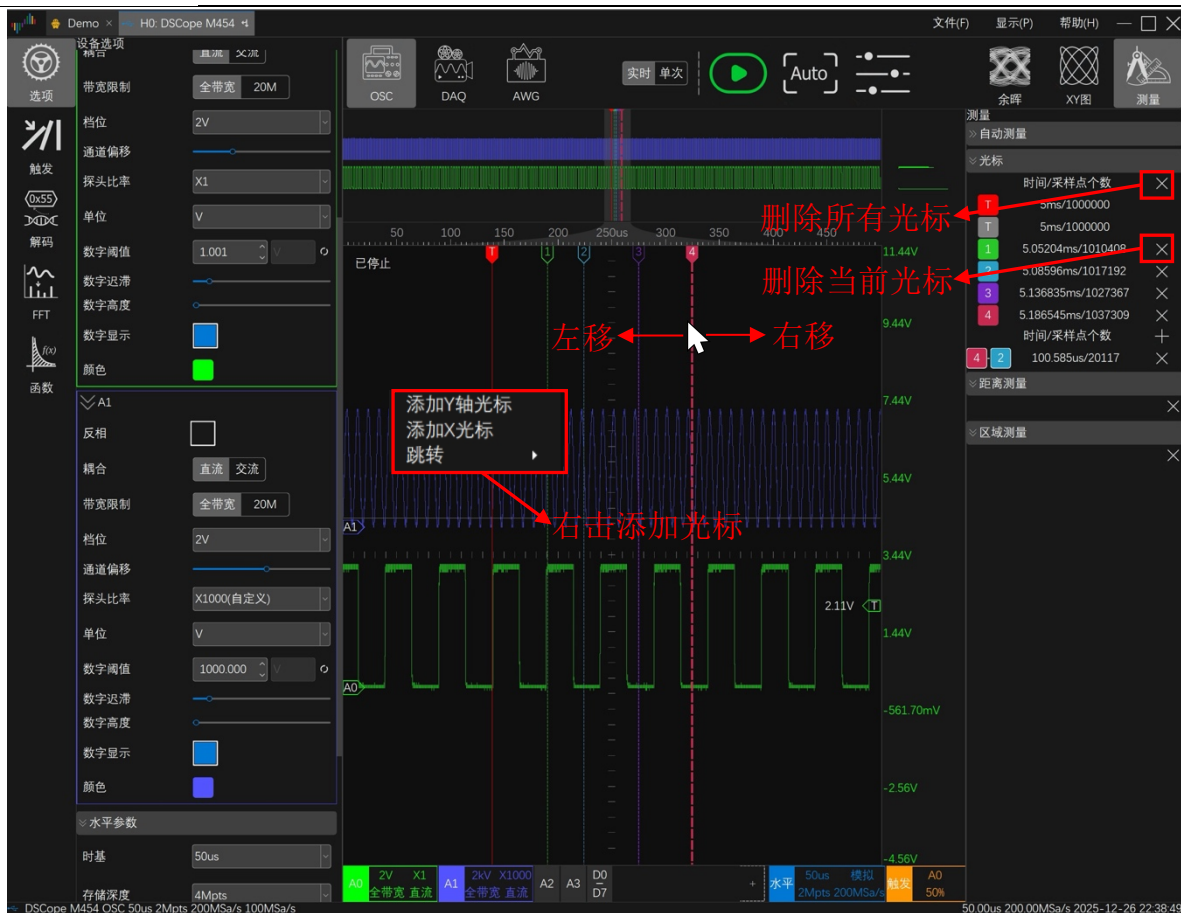 Demo ×
H0: DSCope M454
文件(F) 显示(P) 帮助(H)
选项
触发
0x55
解码
FFT
f(x)
函数
设备选项
耦合 直流 交流
带宽限制 全带宽 20M
档位 2V
通道偏移
探头比率 X1
单位 V
数字阈值 1.001 V
数字迟滞
数字高度
数字显示
颜色
A1
反相
耦合 直流 交流
带宽限制 全带宽 20M
档位 2V
通道偏移
探头比率 X1000(自定义)
单位 V
数字阈值 1000.000 V
数字迟滞
数字高度
数字显示
颜色
水平参数
时基 50us
存储深度 4Mpts
OSC DAQ AWG
实时 单次
Auto
余晖 XY图 测量
50 100 150 200 250us 300 350 400 450
已停止
T 1 2 3 4
11.44V
9.44V
7.44V
5.44V
3.44V
1.44V
-561.70mV
-2.56V
-4.56V
2.11V T
A1
A0
左移 右移
添加Y轴光标
添加X光标
跳转
右击添加光标
删除所有光标
删除当前光标
测量
自动测量
光标
时间/采样点个数
T 5ms/1000000
T 5ms/1000000
1 5.05204ms/1010408
2 5.08596ms/1017192
3 5.136835ms/1027367
4 5.186545ms/1037309
时间/采样点个数 +
4 - 2 100.585us/20117
距离测量
区域测量
A0 2V X1 全带宽 直流
A1 2kV X1000 全带宽 直流
A2 A3 D0 D7
+
水平 50us 模拟 2Mpts 200MSa/s
触发 A0 50%
DSCope M454 OSC 50us 2Mpts 200MSa/s 100MSa/s
50.00us 200.00MSa/s 2025-12-26 22:38:49